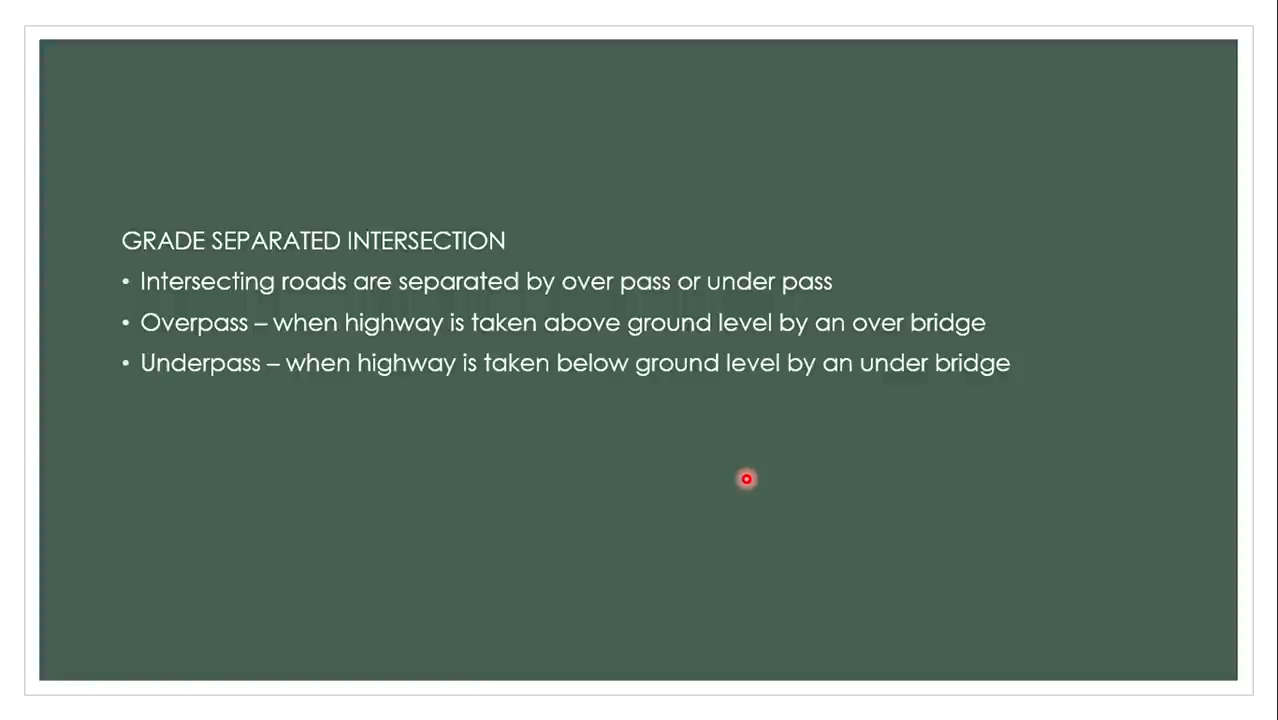 GRADE SEPARATED INTERSECTION
• Intersecting roads are separated by over pass or under pass
• Overpass – when highway is taken above ground level by an over bridge
• Underpass – when highway is taken below ground level by an under bridge